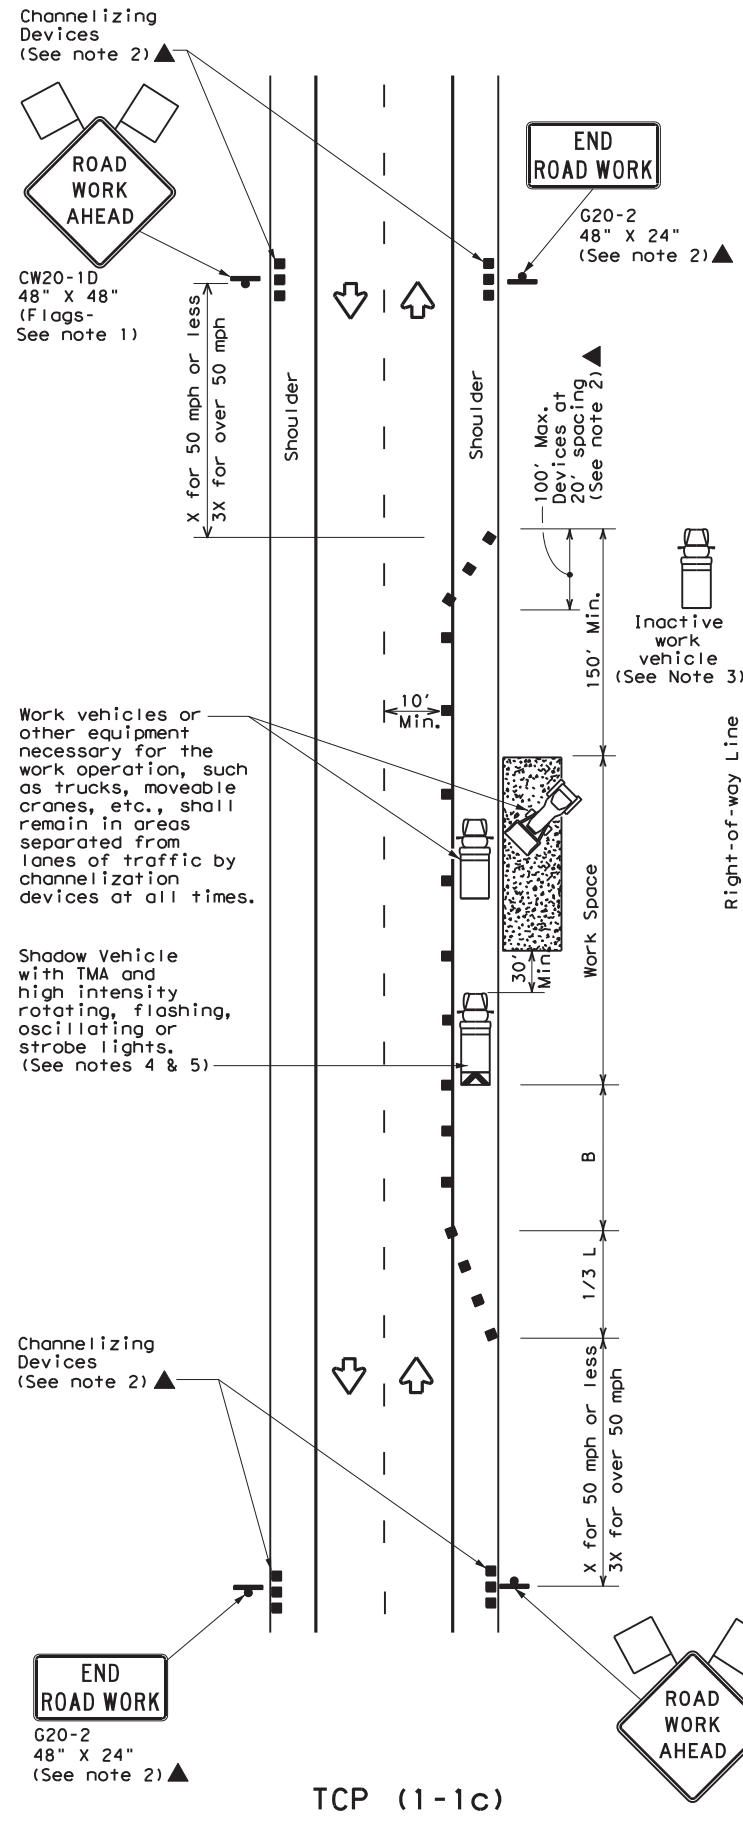 Channelizing
Devices
(See note 2)
ROAD
WORK
AHEAD
CW20-1D
48" X 48"
(Flags-
See note 1)
END
ROAD WORK
G20-2
48" X 24"
(See note 2)
X for 50 mph or less
3X for over 50 mph
Shoulder
Shoulder
100' Max.
Devices at
20' spacing
(See note 2)
150' Min.
Inactive
work
vehicle
(See Note 3)
Right-of-way Line
10'
Min.
Work vehicles or
other equipment
necessary for the
work operation, such
as trucks, moveable
cranes, etc., shall
remain in areas
separated from
lanes of traffic by
channelization
devices at all times.
Work Space
30'
Min.
Shadow Vehicle
with TMA and
high intensity
rotating, flashing,
oscillating or
strobe lights.
(See notes 4 & 5)
B
1/3 L
Channelizing
Devices
(See note 2)
X for 50 mph or less
3X for over 50 mph
END
ROAD WORK
G20-2
48" X 24"
(See note 2)
ROAD
WORK
AHEAD
TCP (1-1c)